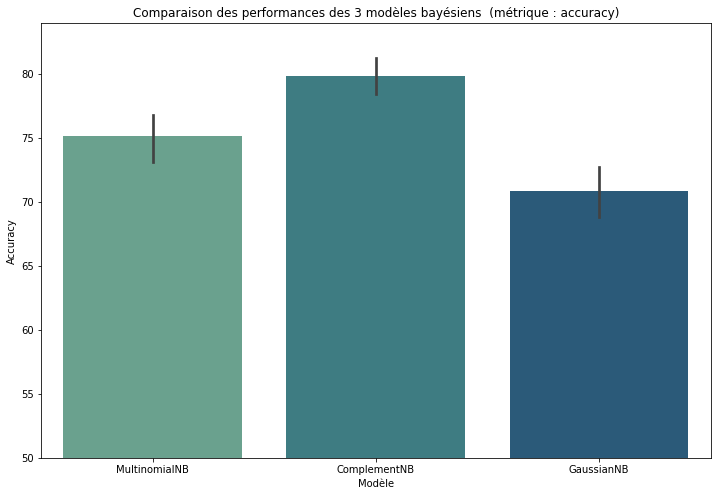 Comparaison des performances des 3 modèles bayésiens  (métrique : accuracy)
80
75
70
65
60
55
50
Accuracy
MultinomialNB
ComplementNB
GaussianNB
Modèle